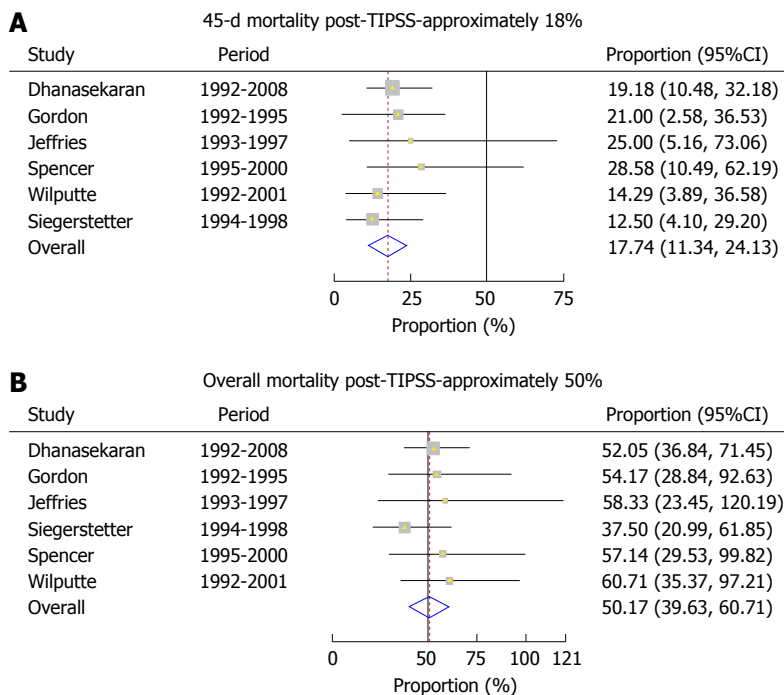 A
45-d mortality post-TIPSS-approximately 18%
Study Period Proportion (95%CI)
Dhanasekaran 1992-2008 19.18 (10.48, 32.18)
Gordon 1992-1995 21.00 (2.58, 36.53)
Jeffries 1993-1997 25.00 (5.16, 73.06)
Spencer 1995-2000 28.58 (10.49, 62.19)
Wilputte 1992-2001 14.29 (3.89, 36.58)
Siegerstetter 1994-1998 12.50 (4.10, 29.20)
Overall 17.74 (11.34, 24.13)
0 25 50 75
Proportion (%)
B
Overall mortality post-TIPSS-approximately 50%
Study Period Proportion (95%CI)
Dhanasekaran 1992-2008 52.05 (36.84, 71.45)
Gordon 1992-1995 54.17 (28.84, 92.63)
Jeffries 1993-1997 58.33 (23.45, 120.19)
Siegerstetter 1994-1998 37.50 (20.99, 61.85)
Spencer 1995-2000 57.14 (29.53, 99.82)
Wilputte 1992-2001 60.71 (35.37, 97.21)
Overall 50.17 (39.63, 60.71)
0 50 75 100 121
Proportion (%)